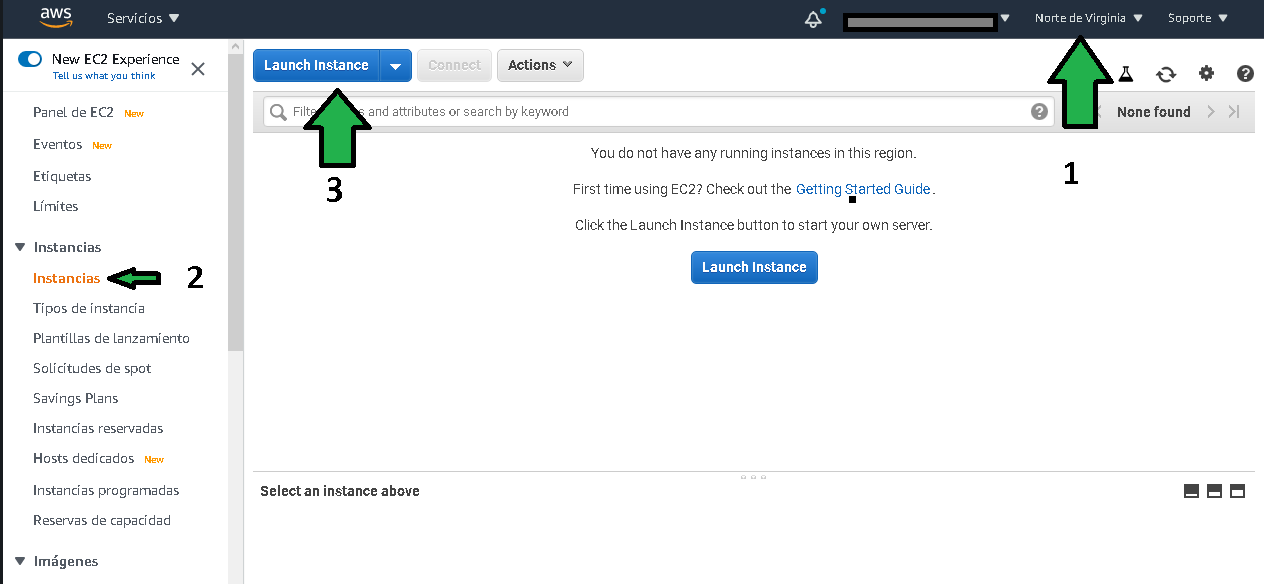 aws
Servicios
Norte de Virginia
Soporte
New EC2 Experience
Tell us what you think
Panel de EC2 New
Eventos New
Etiquetas
Límites
Instancias
Instancias
2
Tipos de instancia
Plantillas de lanzamiento
Solicitudes de spot
Savings Plans
Instancias reservadas
Hosts dedicados New
Instancias programadas
Reservas de capacidad
Imágenes
Launch Instance
Connect
Actions
Filter and attributes or search by keyword
None found
3
1
You do not have any running instances in this region.
First time using EC2? Check out the Getting Started Guide.
Click the Launch Instance button to start your own server.
Launch Instance
Select an instance above